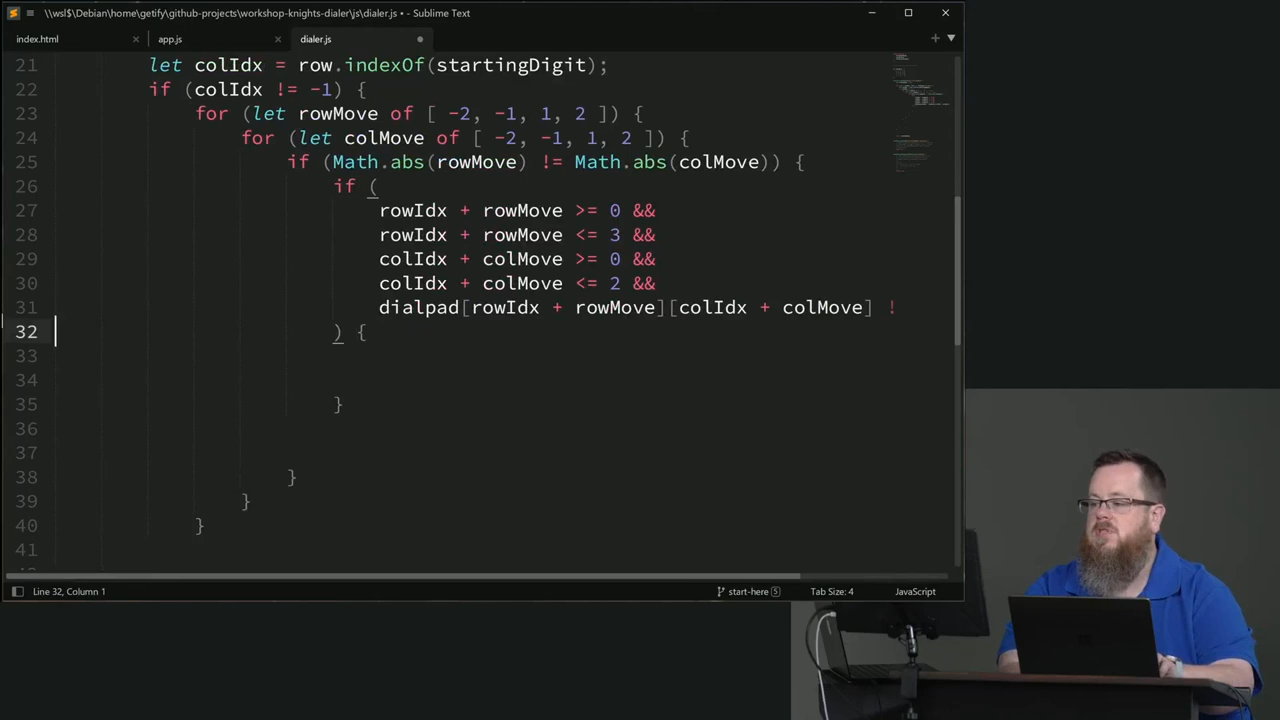 \\wsl$\Debian\home\getify\github-projects\workshop-knights-dialer\js\dialer.js • - Sublime Text
index.html × app.js × dialer.js
21 let colIdx = row.indexOf(startingDigit);
22 if (colIdx != -1) {
23 for (let rowMove of [ -2, -1, 1, 2 ]) {
24 for (let colMove of [ -2, -1, 1, 2 ]) {
25 if (Math.abs(rowMove) != Math.abs(colMove)) {
26 if (
27 rowIdx + rowMove >= 0 &&
28 rowIdx + rowMove <= 3 &&
29 colIdx + colMove >= 0 &&
30 colIdx + colMove <= 2 &&
31 dialpad[rowIdx + rowMove][colIdx + colMove] !
32 ) {
33
34
35 }
36
37
38 }
39 }
40 }
41
Line 32, Column 1 start-here 5 Tab Size: 4 JavaScript